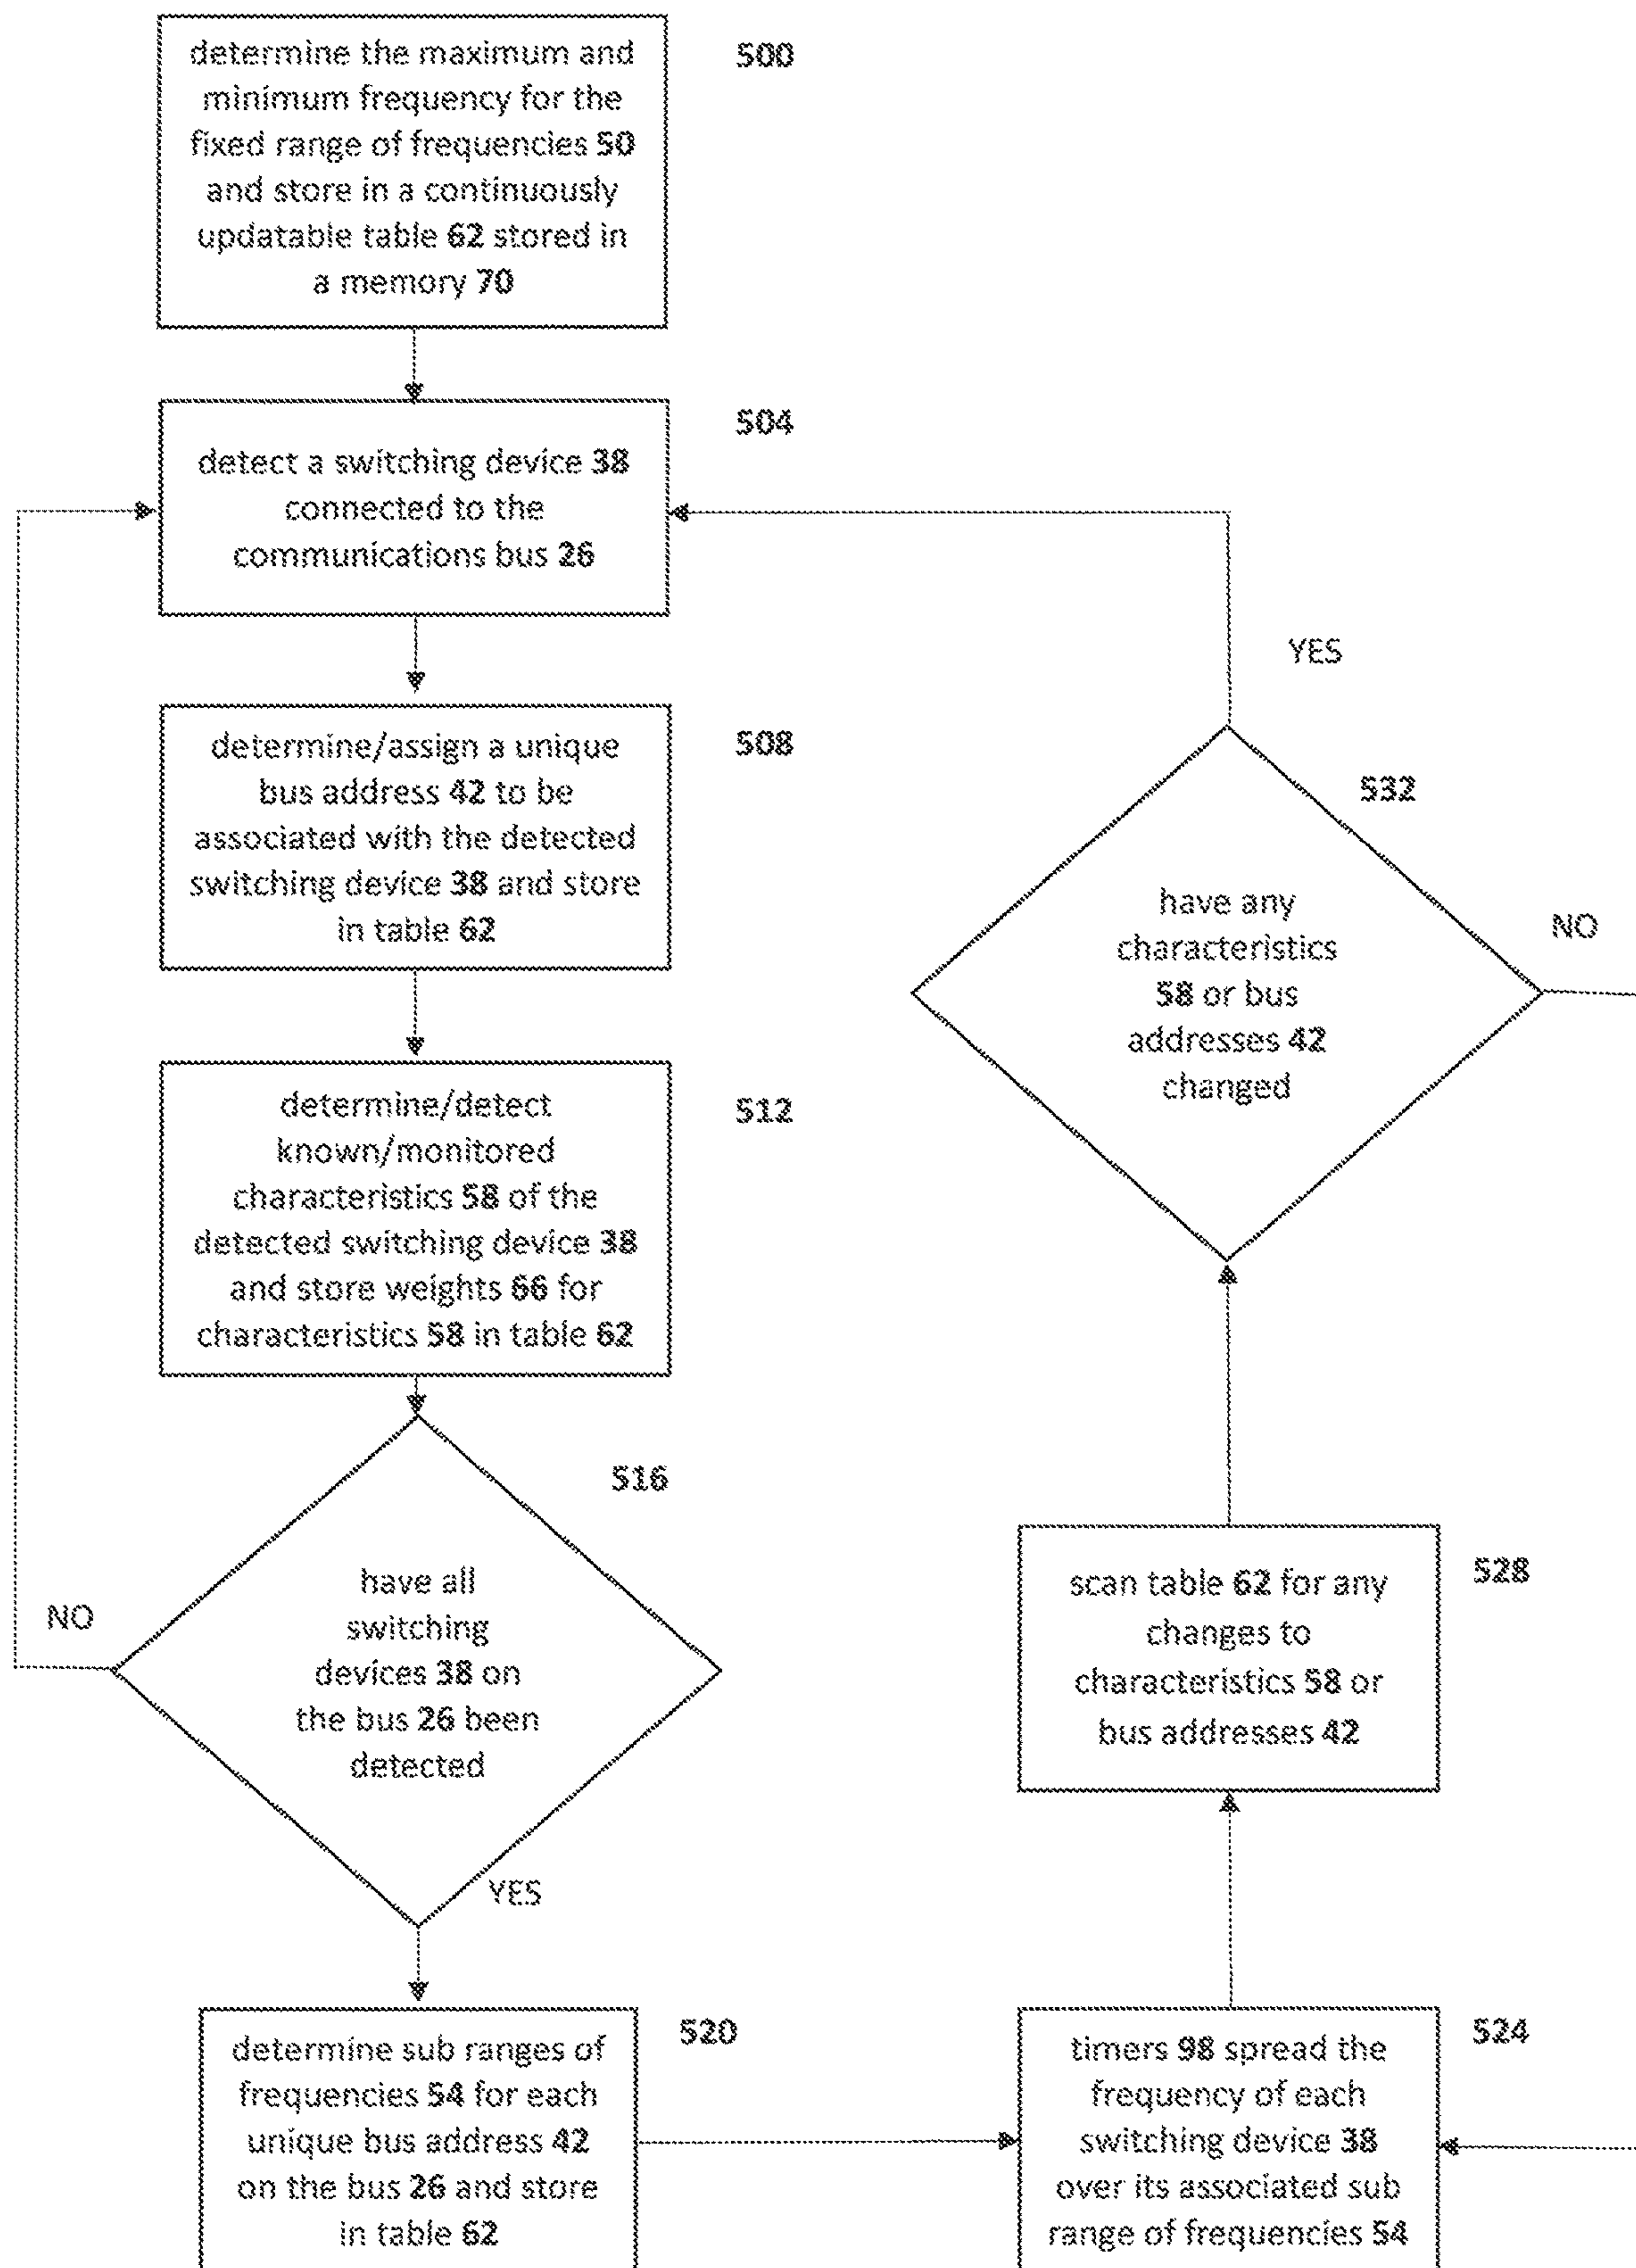 determine the maximum and
minimum frequency for the
fixed range of frequencies 50
and store in a continuously
updatable table 62 stored in
a memory 70
500
detect a switching device 38
connected to the
communications bus 26
504
determine/assign a unique
bus address 42 to be
associated with the detected
switching device 38 and store
in table 62
508
determine/detect
known/monitored
characteristics 58 of the
detected switching device 38
and store weights 66 for
characteristics 58 in table 62
512
have all
switching
devices 38 on
the bus 26 been
detected
516
NO
YES
determine sub ranges of
frequencies 54 for each
unique bus address 42
on the bus 26 and store
in table 62
520
timers 98 spread the
frequency of each
switching device 38
over its associated sub
range of frequencies 54
524
scan table 62 for any
changes to
characteristics 58 or
bus addresses 42
528
have any
characteristics
58 or bus
addresses 42
changed
532
YES
NO